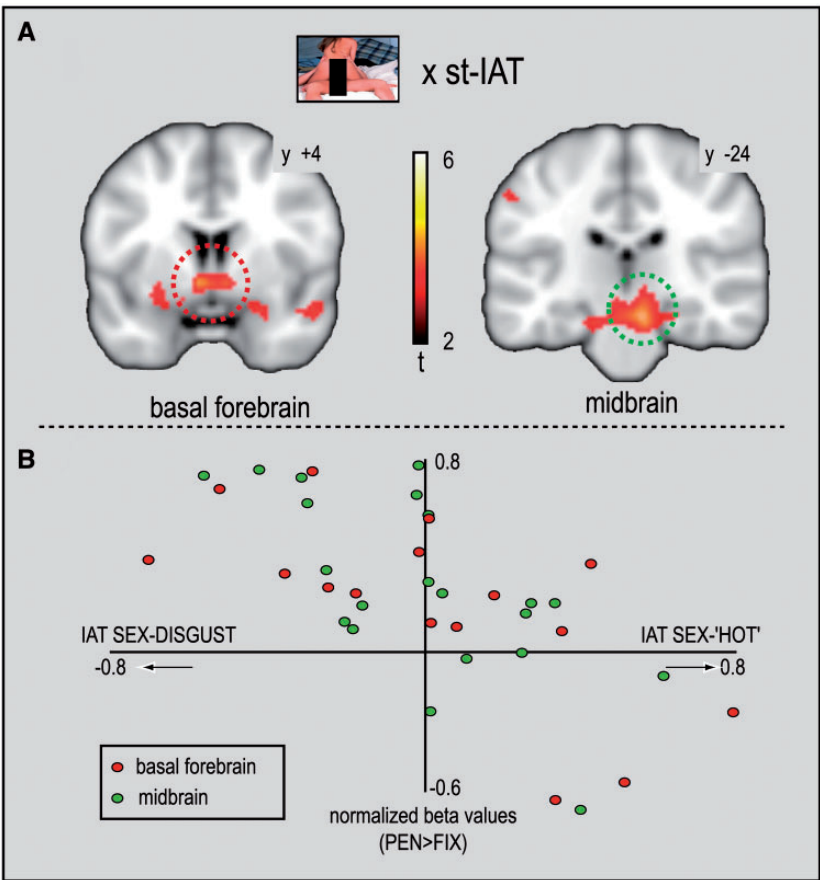 A
x st-IAT
y +4
y -24
6
2
t
basal forebrain
midbrain
B
0.8
IAT SEX-DISGUST
IAT SEX-'HOT'
-0.8
0.8
basal forebrain
midbrain
-0.6
normalized beta values
(PEN>FIX)